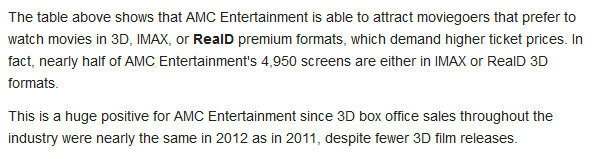 The table above shows that AMC Entertainment is able to attract moviegoers that prefer to
watch movies in 3D, IMAX, or RealD premium formats, which demand higher ticket prices. In
fact, nearly half of AMC Entertainment's 4,950 screens are either in IMAX or RealD 3D
formats.
This is a huge positive for AMC Entertainment since 3D box office sales throughout the
industry were nearly the same in 2012 as in 2011, despite fewer 3D film releases.